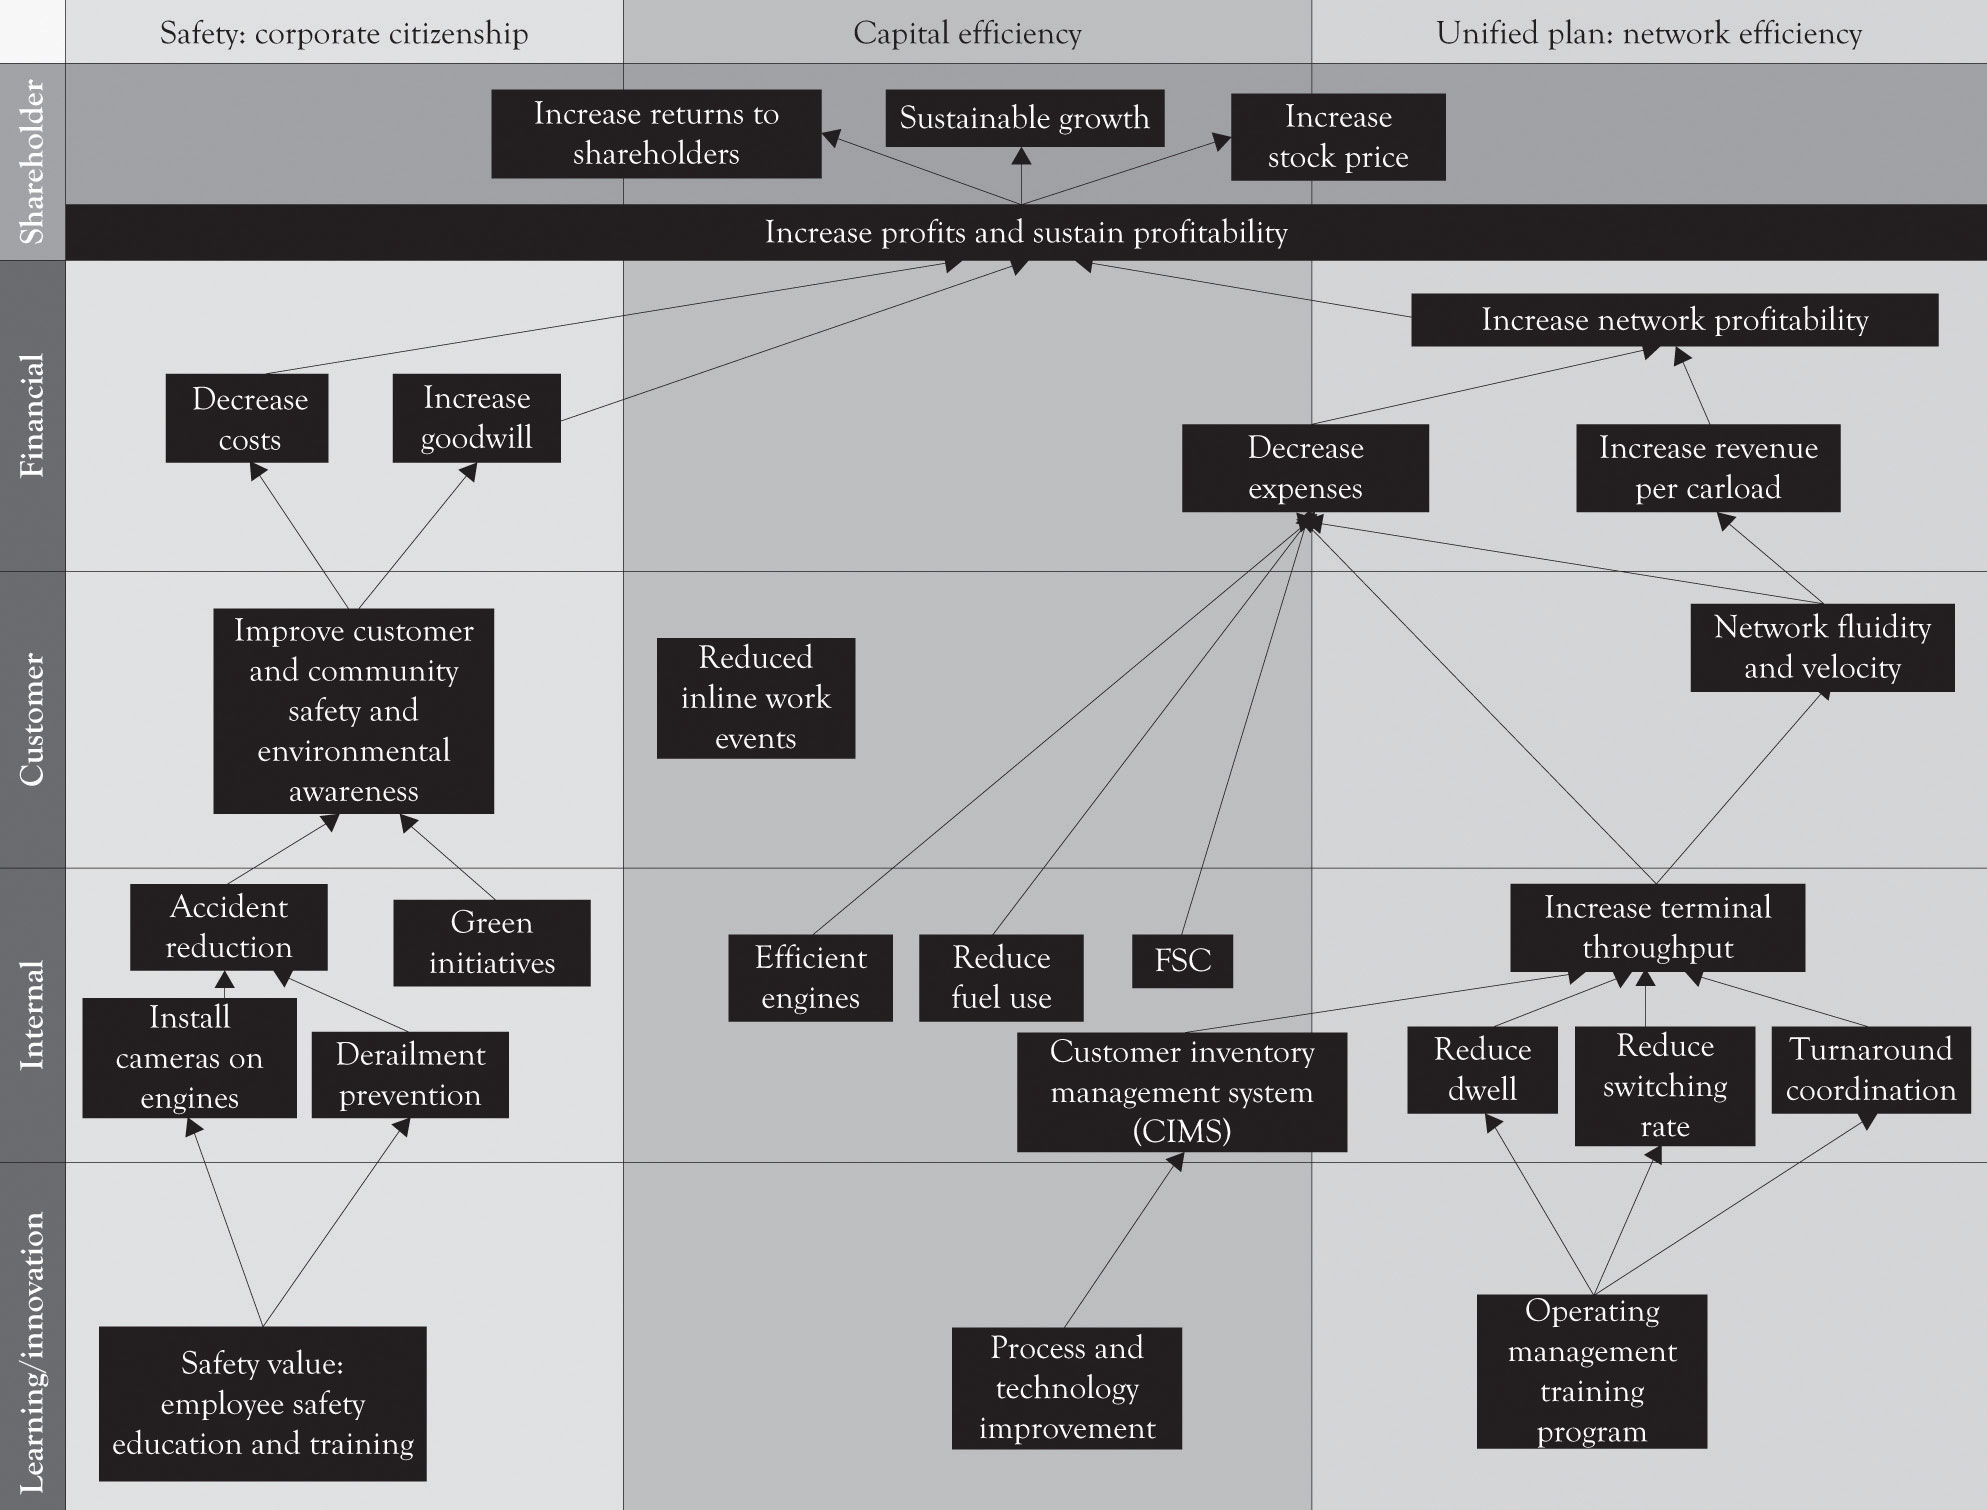 Safety: corporate citizenship
Capital efficiency
Unified plan: network efficiency
Shareholder
Increase returns to
shareholders
Sustainable growth
Increase
stock price
Increase profits and sustain profitability
Financial
Increase network profitability
Decrease
costs
Increase
goodwill
Decrease
expenses
Increase revenue
per carload
Customer
Improve customer
and community
safety and
environmental
awareness
Reduced
inline work
events
Network fluidity
and velocity
Internal
Accident
reduction
Green
initiatives
Efficient
engines
Reduce
fuel use
FSC
Increase terminal
throughput
Install
cameras on
engines
Derailment
prevention
Customer inventory
management system
(CIMS)
Reduce
dwell
Reduce
switching
rate
Turnaround
coordination
Learning/innovation
Safety value:
employee safety
education and training
Process and
technology
improvement
Operating
management
training
program